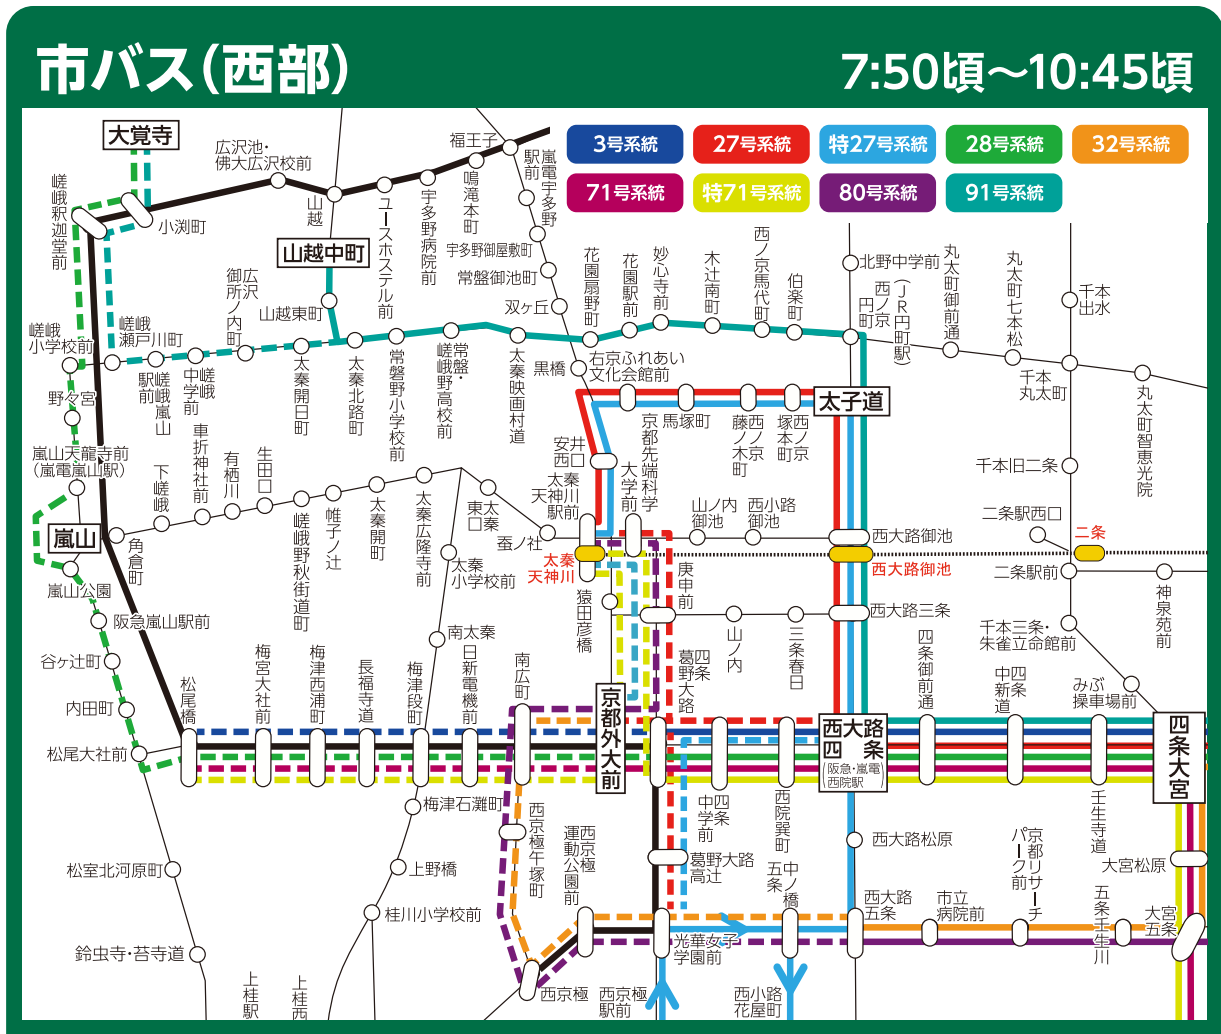 市バス(西部)
7:50頃〜10:45頃
3号系統
27号系統
特27号系統
28号系統
32号系統
71号系統
特71号系統
80号系統
91号系統
大覚寺
広沢池・
佛大広沢校前
福王子
嵐電宇多野
駅前
嵯峨釈迦堂前
小渕町
山越
ユースホステル前
宇多野病院前
鳴滝本町
山越中町
宇多野御屋敷町
常盤御池町
双ヶ丘
山越東町
広沢
御所ノ内町
花園扇野町
花園駅前
妙心寺前
木辻南町
西ノ京馬代町
伯楽町
北野中学前
西ノ京
円町
(JR円町駅)
丸太町御前通
丸太町七本松
千本
出水
嵯峨
小学校前
嵯峨
瀬戸川町
嵯峨嵐山
駅前
嵯峨
中学前
太秦開日町
太秦北路町
常磐野小学校前
常盤・
嵯峨野高校前
太秦映画村道
黒橋
右京ふれあい
文化会館前
千本
丸太町
丸太町智恵光院
野々宮
京都先端科学
大学前
馬塚町
西ノ京
藤ノ木町
西ノ京
塚本町
太子道
嵐山天龍寺前
(嵐電嵐山駅)
下嵯峨
車折神社前
有栖川
生田口
安井
西口
太秦
天神川
駅前
千本旧二条
嵐山
角倉町
嵯峨野秋街道町
帷子ノ辻
太秦開町
太秦広隆寺前
東太秦
口
蚕ノ社
山ノ内
御池
西小路
御池
西大路御池
二条駅西口
二条
太秦
天神川
西大路御池
二条駅前
神泉苑前
嵐山公園
太秦
小学校前
猿田彦橋
庚申前
山ノ内
三条春日
西大路三条
千本三条・
朱雀立命館前
阪急嵐山駅前
谷ヶ辻町
内田町
松尾大社前
南太秦
松尾橋
梅宮大社前
梅津西浦町
長福寺道
梅津段町
日新電機前
南広町
京都外大前
四条
葛野大路
西大路
四条
(阪急・嵐電
西院駅)
四条御前通
四条
中新道
みぶ
操車場前
四条大宮
梅津石灘町
西京極午塚町
西京極
運動公園前
四条
中学前
西院巽町
壬生寺道
西大路松原
京都リサーチ
パーク前
大宮松原
松室北河原町
上野橋
葛野大路
高辻
中ノ橋
五条
西大路
五条
市立
病院前
五条壬生川
大宮
五条
桂川小学校前
光華女子
学園前
鈴虫寺・苔寺道
上桂駅
上桂西
西京極
西京極
駅前
西小路
花屋町